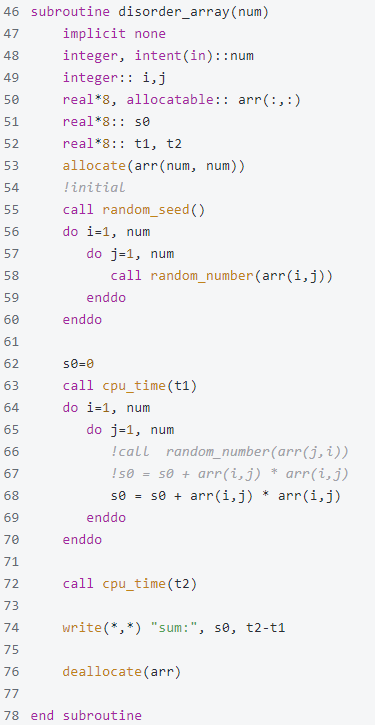 46 subroutine disorder_array(num)
47     implicit none
48     integer, intent(in)::num
49     integer:: i,j
50     real*8, allocatable:: arr(:,:)
51     real*8:: s0
52     real*8:: t1, t2
53     allocate(arr(num, num))
54     !initial
55     call random_seed()
56     do i=1, num
57        do j=1, num
58           call random_number(arr(i,j))
59        enddo
60     enddo
61
62     s0=0
63     call cpu_time(t1)
64     do i=1, num
65        do j=1, num
66           !call  random_number(arr(j,i))
67           !s0 = s0 + arr(i,j) * arr(i,j)
68           s0 = s0 + arr(i,j) * arr(i,j)
69        enddo
70     enddo
71
72     call cpu_time(t2)
73
74     write(*,*) "sum:", s0, t2-t1
75
76     deallocate(arr)
77
78 end subroutine